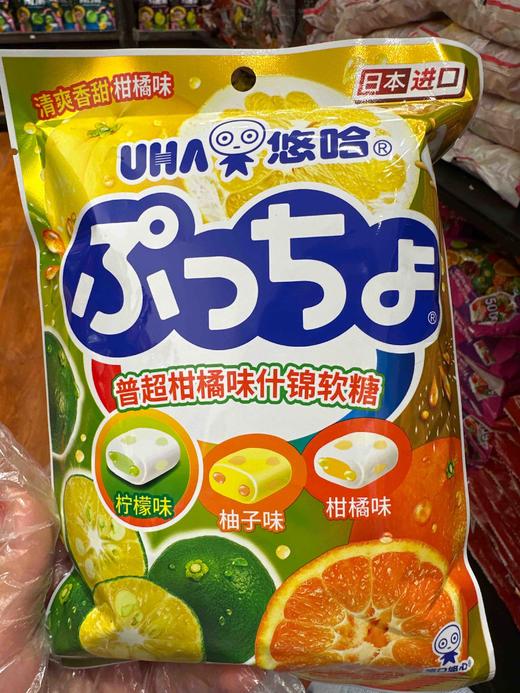 清爽香甜柑橘味
日本进口
UHA 悠哈®
ぷっちょ®
普超柑橘味什锦软糖
柠檬味
柚子味
柑橘味